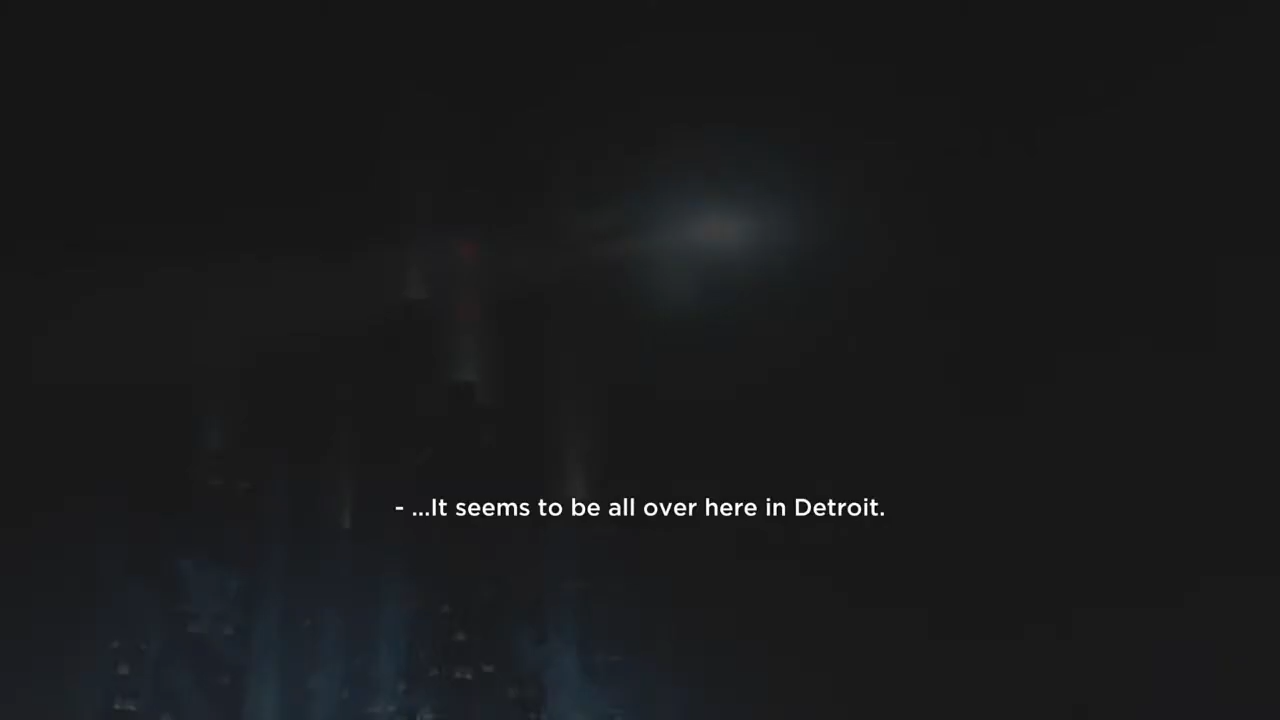 - ...It seems to be all over here in Detroit.